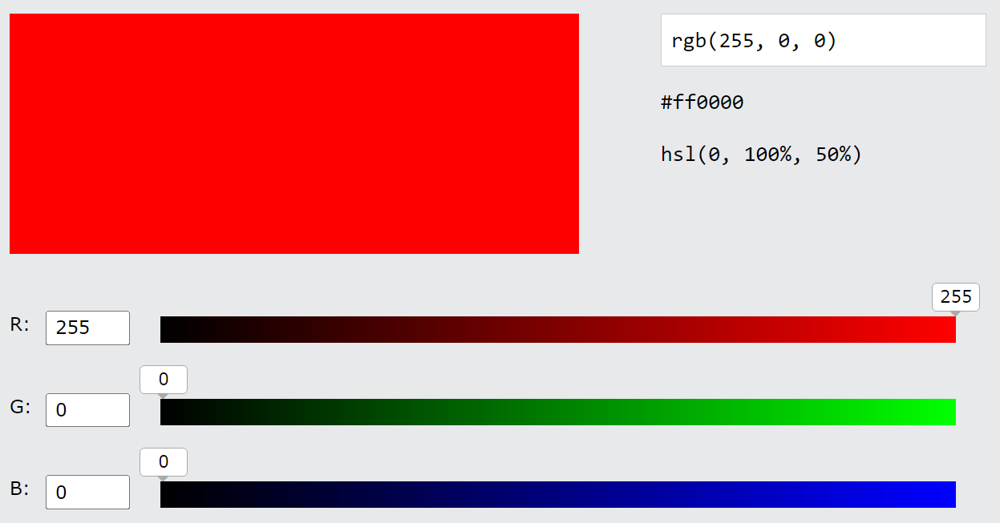 rgb(255, 0, 0)
#ff0000
hsl(0, 100%, 50%)
255
R: 255
0
G: 0
0
B: 0